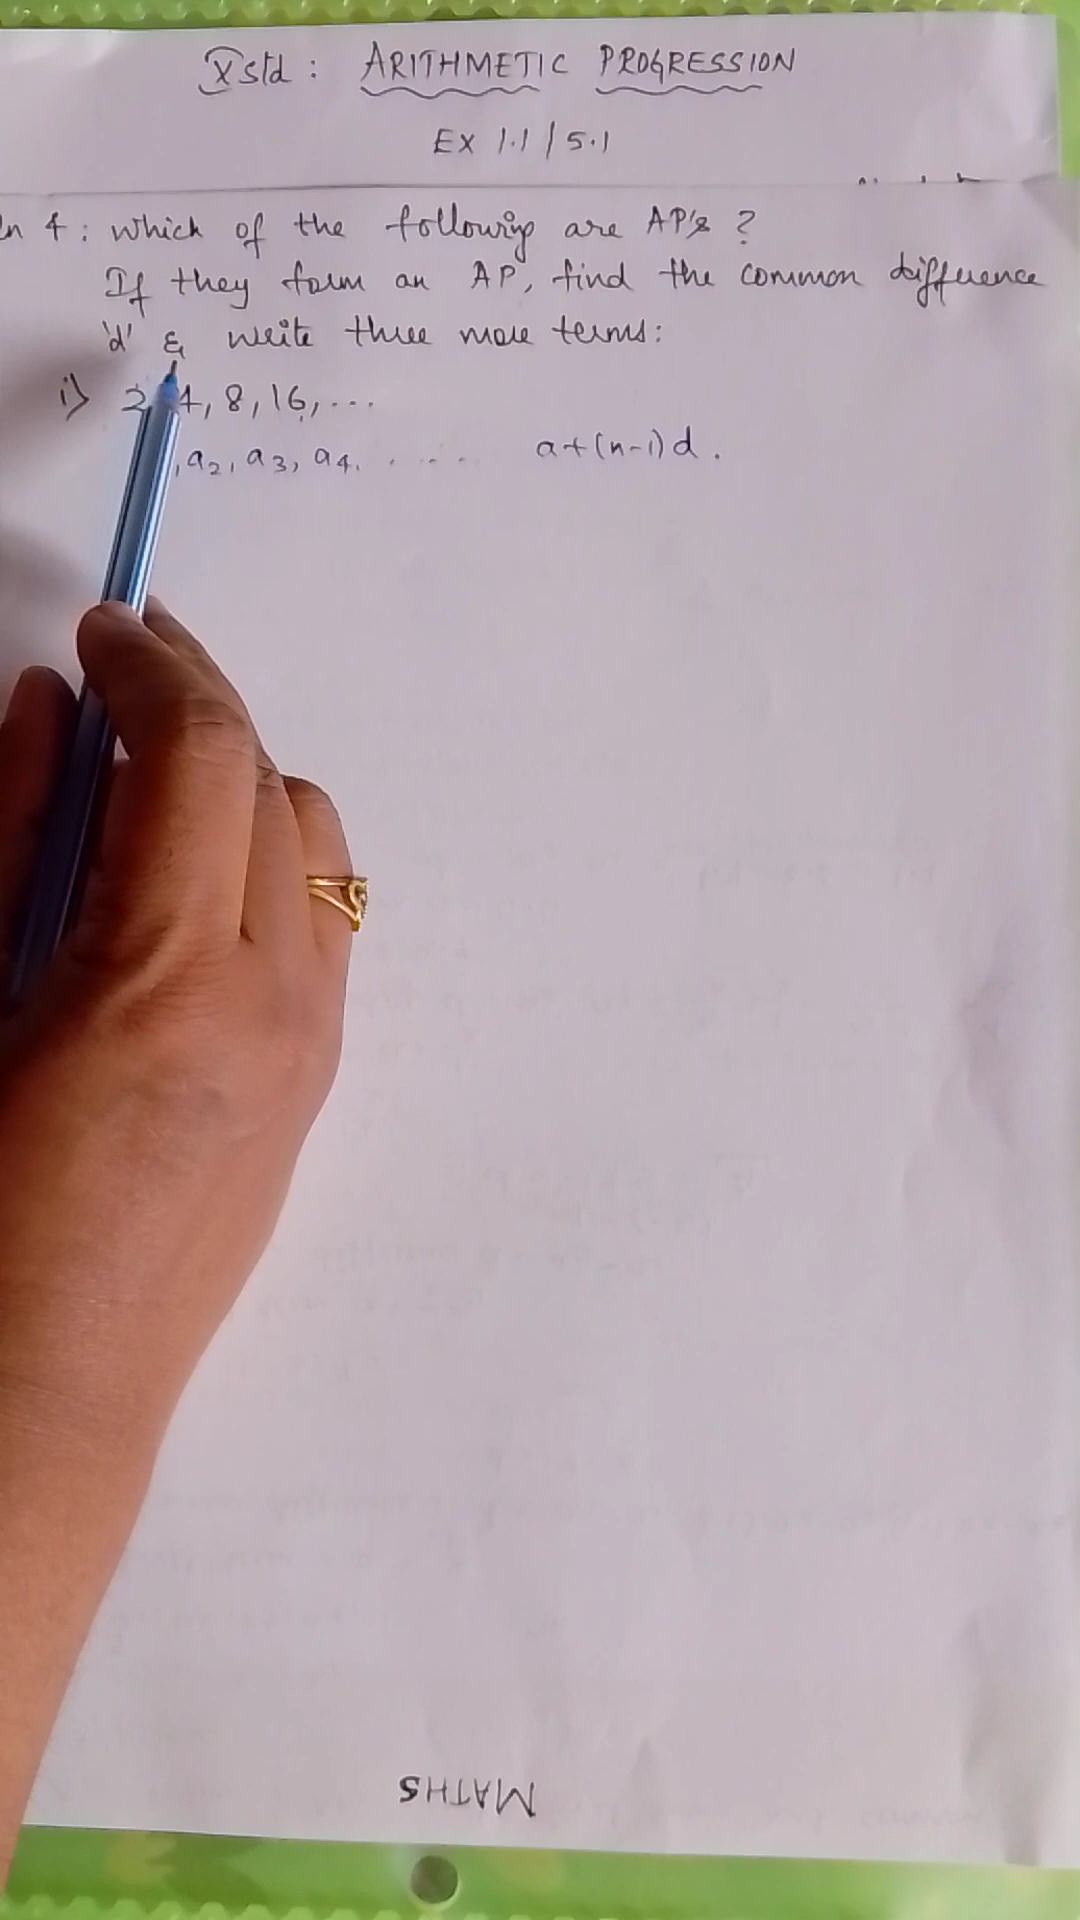 X std : ARITHMETIC PROGRESSION
Ex 1.1 / 5.1
n 4 : Which of the following are AP's ?
If they form an AP, find the common difference
'd' & write three more terms:
i) 2, 4, 8, 16, ...
, a2, a3, a4. . ... a+(n-1)d .
MATHS